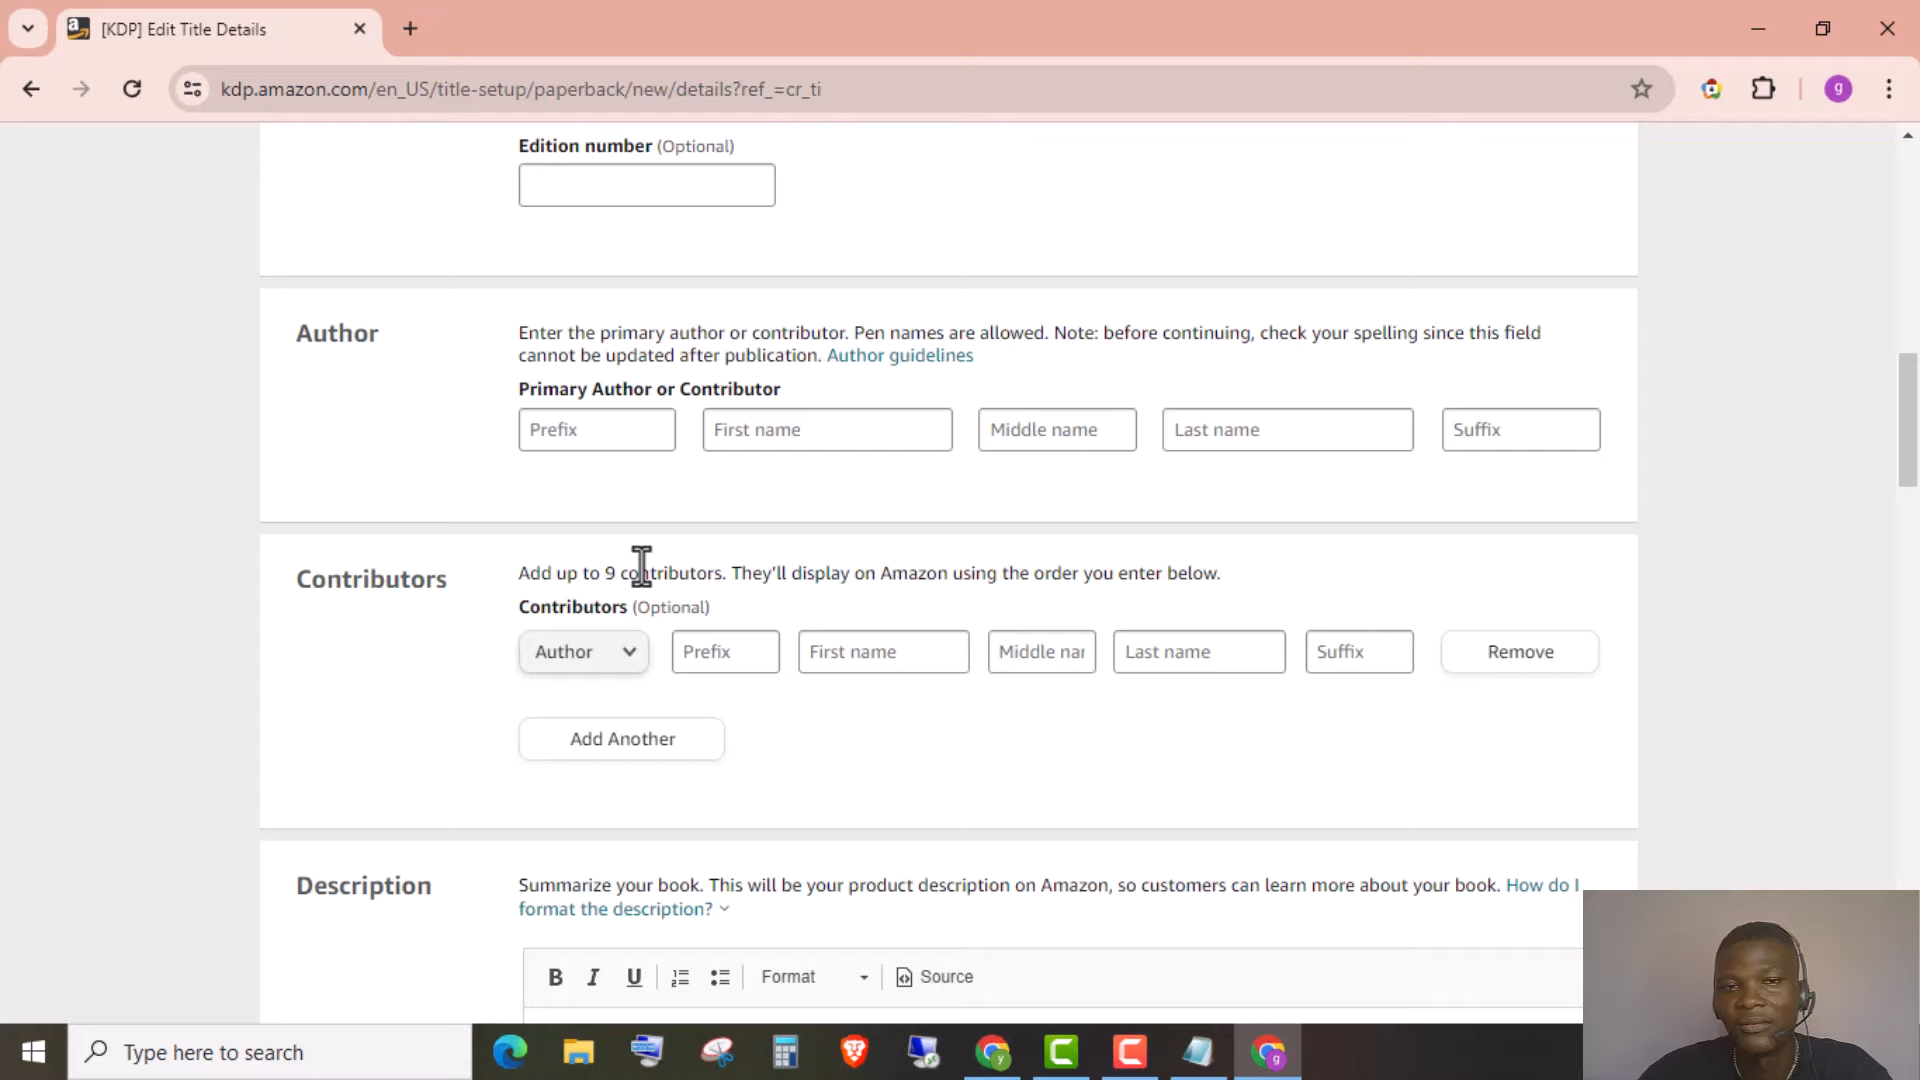 [KDP] Edit Title Details
kdp.amazon.com/en_US/title-setup/paperback/new/details?ref_=cr_ti
g
Edition number (Optional)
Author
Enter the primary author or contributor. Pen names are allowed. Note: before continuing, check your spelling since this field
cannot be updated after publication. Author guidelines
Primary Author or Contributor
Prefix First name Middle name Last name Suffix
Contributors
Add up to 9 contributors. They'll display on Amazon using the order you enter below.
Contributors (Optional)
Author Prefix First name Middle nar Last name Suffix Remove
Add Another
Description
Summarize your book. This will be your product description on Amazon, so customers can learn more about your book. How do I
format the description?
B I U Format Source
Type here to search